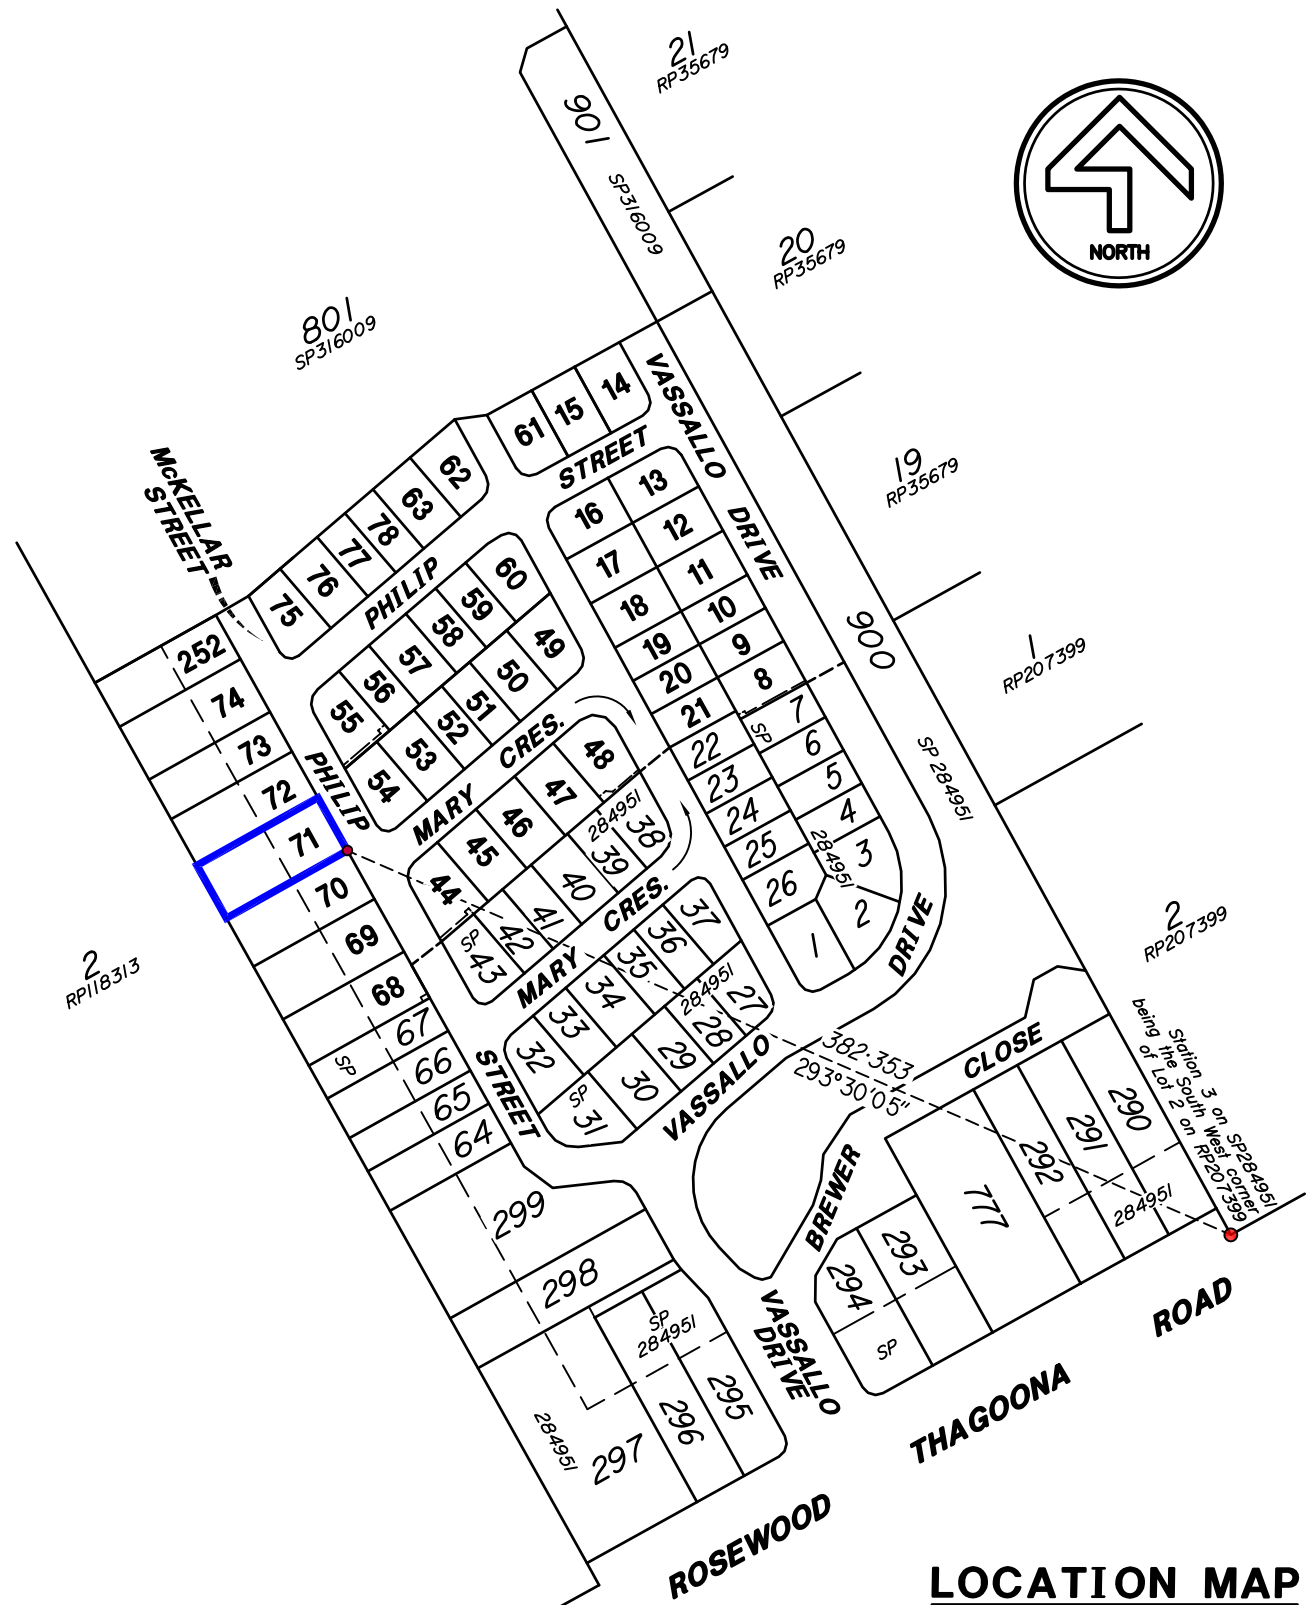 21
RP35679
901
SP316009
NORTH
20
RP35679
801
SP316009
VASSALLO
14
15
61
STREET
McKELLAR
STREET
62
63
78
77
76
75
PHILIP
13
16
12
17
11
18
10
19
9
20
8
21
DRIVE
19
RP35679
900
1
RP207399
SP 284951
60
59
58
57
56
55
49
50
51
52
53
54
252
74
73
72
71
70
69
68
67
66
65
64
SP
PHILIP
MARY CRES.
48
47
46
45
44
284951
38
39
40
41
42
43
SP
7
SP
6
5
4
3
2
1
284951
22
23
24
25
26
MARY CRES.
37
36
35
34
33
32
284951
27
28
29
30
31
SP
STREET
VASSALLO
DRIVE
2
RP118313
2
RP207399
382·353
293°30'05"
CLOSE
Station 3 on SP284951
being the South West corner
of Lot 2 on RP207399
290
291
292
284951
777
BREWER
293
294
SP
299
298
SP
284951
295
296
297
284951
VASSALLO
DRIVE
ROSEWOOD THAGOONA ROAD
LOCATION MAP